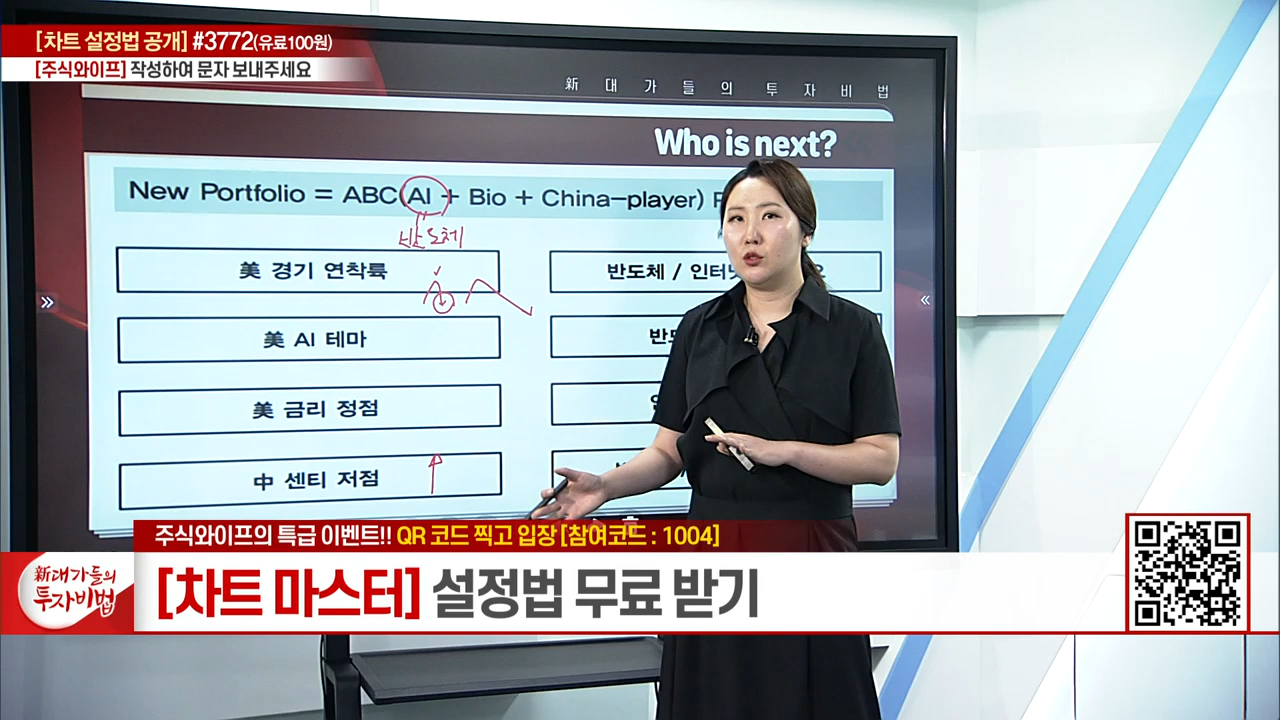 [차트 설정법 공개] #3772(유료100원)
[주식와이프] 작성하여 문자 보내주세요
新 대 가 들 의 투 자 비 법
Who is next?
New Portfolio = ABC(AI + Bio + China-player)
반도체
美 경기 연착륙
반도체 / 인터넷
美 AI 테마
美 금리 정점
中 센티 저점
주식와이프의 특급 이벤트!! QR 코드 찍고 입장 [참여코드 : 1004]
新대가들의
투자비법
[차트 마스터] 설정법 무료 받기